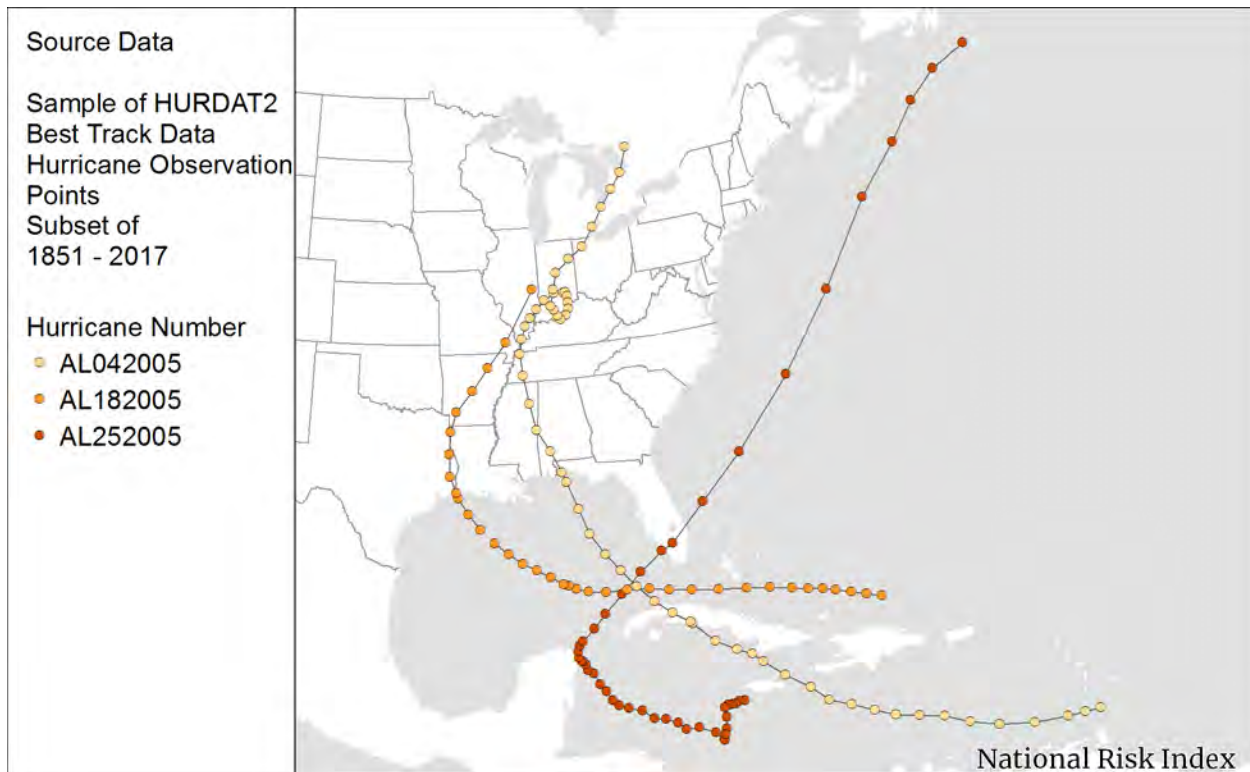 Source Data
Sample of HURDAT2
Best Track Data
Hurricane Observation
Points
Subset of
1851 - 2017
Hurricane Number
AL042005
AL182005
AL252005
National Risk Index